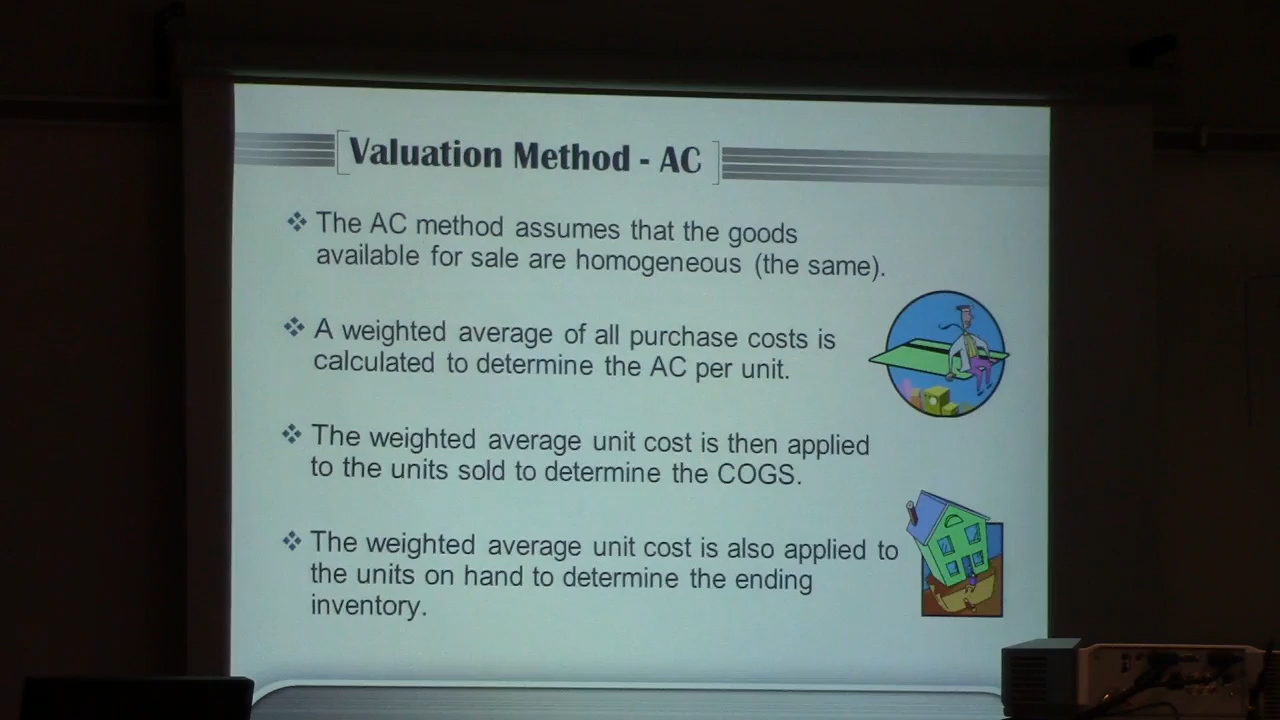 Valuation Method - AC
The AC method assumes that the goods
available for sale are homogeneous (the same).
A weighted average of all purchase costs is
calculated to determine the AC per unit.
The weighted average unit cost is then applied
to the units sold to determine the COGS.
The weighted average unit cost is also applied to
the units on hand to determine the ending
inventory.